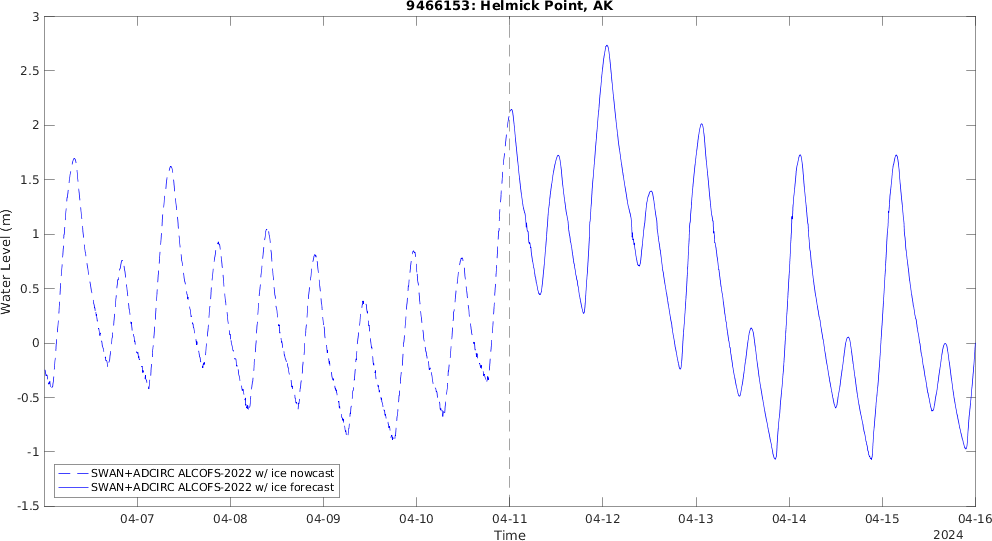 9466153: Helmick Point, AK
3
2.5
2
1.5
1
0.5
0
-0.5
-1
-1.5
Water Level (m)
SWAN+ADCIRC ALCOFS-2022 w/ ice nowcast
SWAN+ADCIRC ALCOFS-2022 w/ ice forecast
04-07 04-08 04-09 04-10 04-11 04-12 04-13 04-14 04-15 04-16
Time
2024